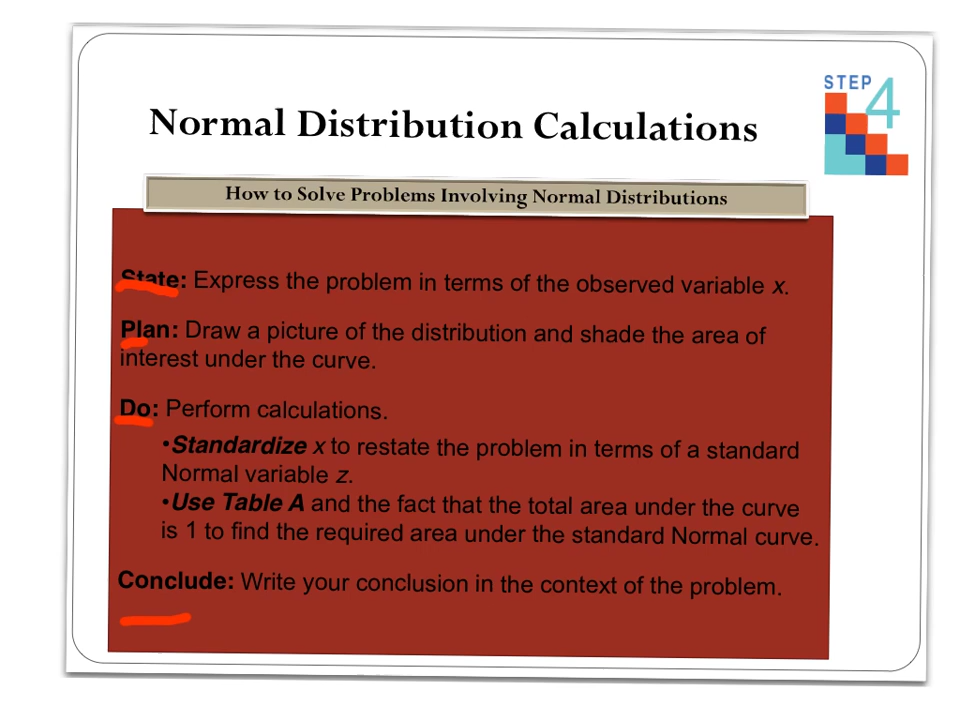 STEP 4
Normal Distribution Calculations
How to Solve Problems Involving Normal Distributions
State: Express the problem in terms of the observed variable x.
Plan: Draw a picture of the distribution and shade the area of
interest under the curve.
Do: Perform calculations.
•Standardize x to restate the problem in terms of a standard
Normal variable z.
•Use Table A and the fact that the total area under the curve
is 1 to find the required area under the standard Normal curve.
Conclude: Write your conclusion in the context of the problem.